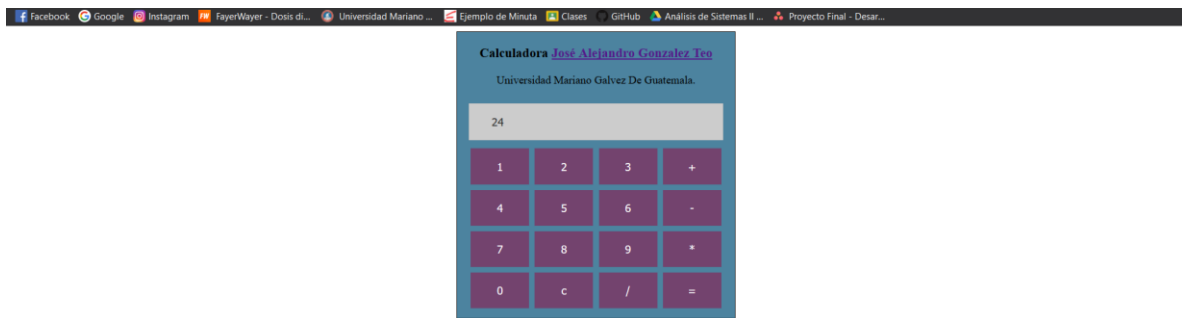 Facebook Google Instagram FW FayerWayer - Dosis di... Universidad Mariano ... Ejemplo de Minuta Clases GitHub Análisis de Sistemas II ... Proyecto Final - Desar...
Calculadora José Alejandro Gonzalez Teo
Universidad Mariano Galvez De Guatemala.
24
1 2 3 +
4 5 6 -
7 8 9 *
0 c / =